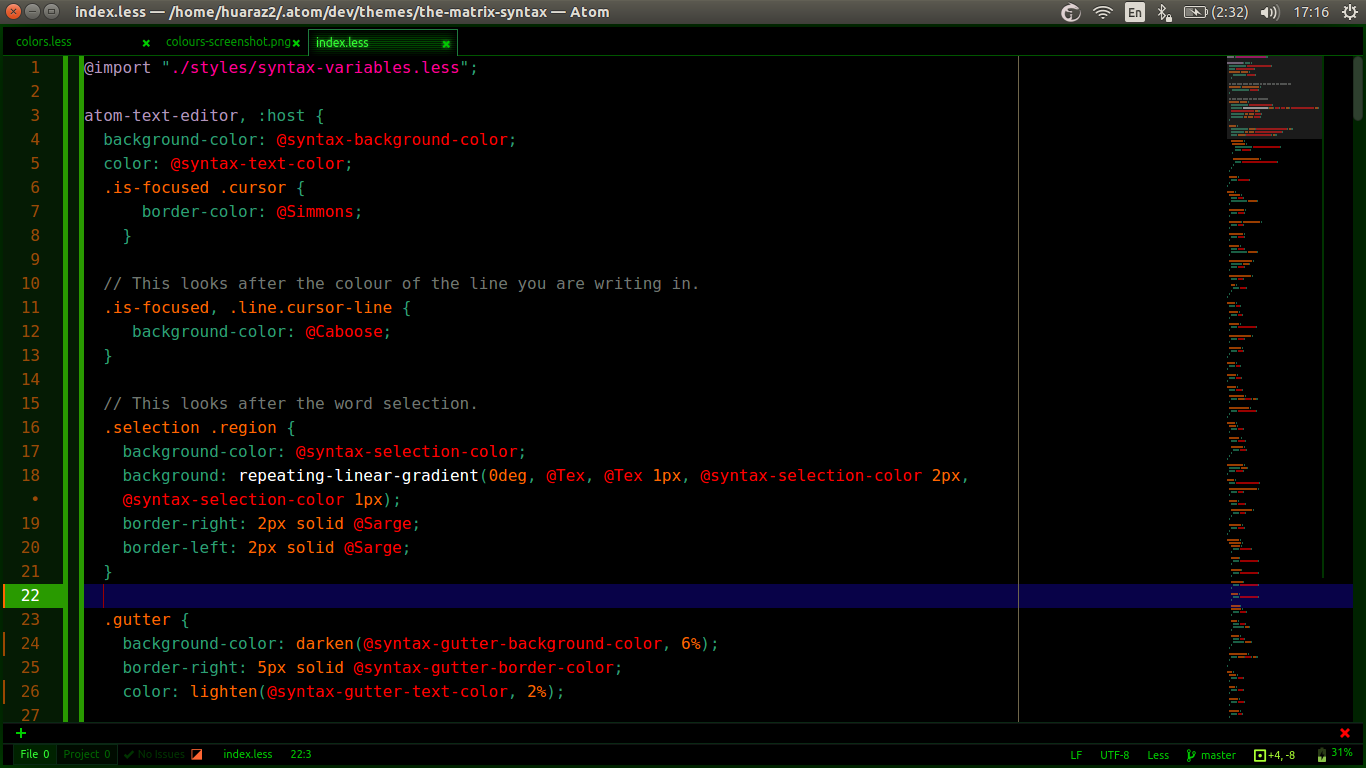 index.less — /home/huaraz2/.atom/dev/themes/the-matrix-syntax — Atom
En (2:32) 17:16
colors.less colours-screenshot.png index.less
1 @import "./styles/syntax-variables.less";
2
3 atom-text-editor, :host {
4 background-color: @syntax-background-color;
5 color: @syntax-text-color;
6 .is-focused .cursor {
7 border-color: @Simmons;
8 }
9
10 // This looks after the colour of the line you are writing in.
11 .is-focused, .line.cursor-line {
12 background-color: @Caboose;
13 }
14
15 // This looks after the word selection.
16 .selection .region {
17 background-color: @syntax-selection-color;
18 background: repeating-linear-gradient(0deg, @Tex, @Tex 1px, @syntax-selection-color 2px,
• @syntax-selection-color 1px);
19 border-right: 2px solid @Sarge;
20 border-left: 2px solid @Sarge;
21 }
22
23 .gutter {
24 background-color: darken(@syntax-gutter-background-color, 6%);
25 border-right: 5px solid @syntax-gutter-border-color;
26 color: lighten(@syntax-gutter-text-color, 2%);
27
File 0 Project 0 No Issues index.less 22:3 LF UTF-8 Less master +4, -8 31%